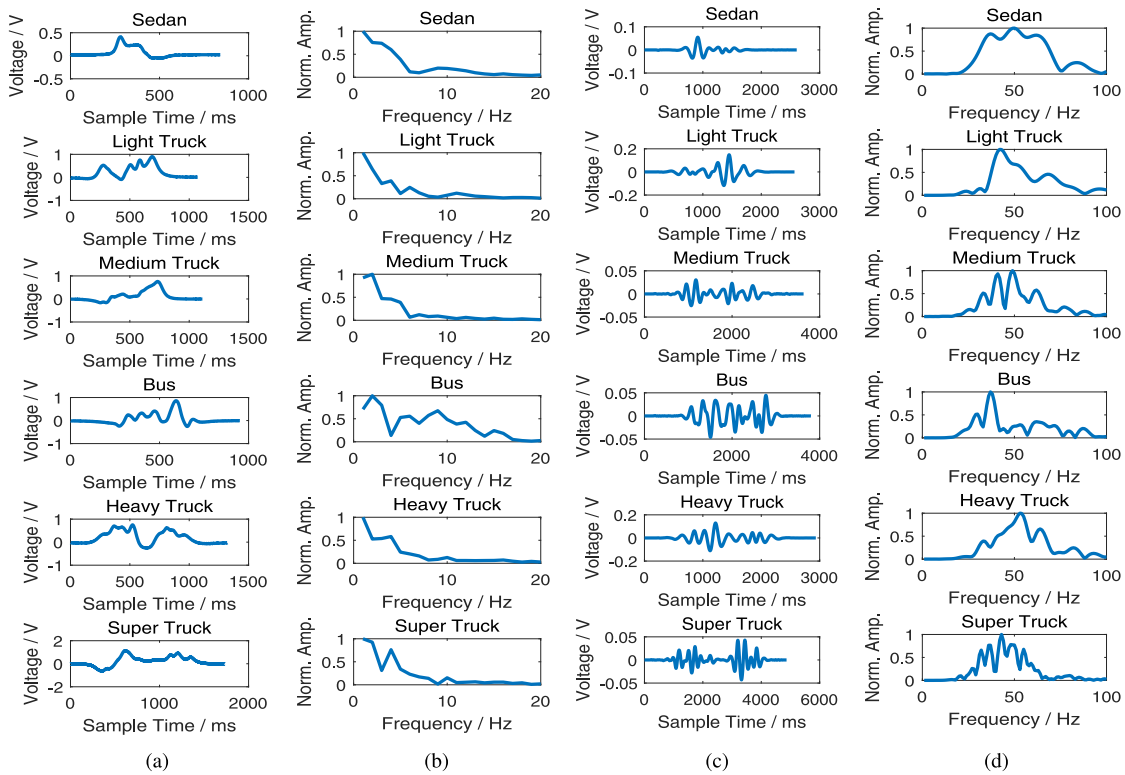 Sedan
Voltage / V
0.5
0
-0.5
0 500 1000
Sample Time / ms
Light Truck
Voltage / V
1
0
-1
0 500 1000 1500
Sample Time / ms
Medium Truck
Voltage / V
1
0
-1
0 500 1000 1500
Sample Time / ms
Bus
Voltage / V
1
0
-1
0 500 1000
Sample Time / ms
Heavy Truck
Voltage / V
1
0
-1
0 500 1000 1500
Sample Time / ms
Super Truck
Voltage / V
2
0
-2
0 1000 2000
Sample Time / ms
(a)
Sedan
Norm. Amp.
1
0.5
0
0 10 20
Frequency / Hz
Light Truck
Norm. Amp.
1
0.5
0
0 10 20
Frequency / Hz
Medium Truck
Norm. Amp.
1
0.5
0
0 10 20
Frequency / Hz
Bus
Norm. Amp.
1
0.5
0
0 10 20
Frequency / Hz
Heavy Truck
Norm. Amp.
1
0.5
0
0 10 20
Frequency / Hz
Super Truck
Norm. Amp.
1
0.5
0
0 10 20
Frequency / Hz
(b)
Sedan
Voltage / V
0.1
0
-0.1
0 1000 2000 3000
Sample Time / ms
Light Truck
Voltage / V
0.2
0
-0.2
0 1000 2000 3000
Sample Time / ms
Medium Truck
Voltage / V
0.05
0
-0.05
0 2000 4000
Sample Time / ms
Bus
Voltage / V
0.05
0
-0.05
0 2000 4000
Sample Time / ms
Heavy Truck
Voltage / V
0.2
0
-0.2
0 1000 2000 3000
Sample Time / ms
Super Truck
Voltage / V
0.05
0
-0.05
0 2000 4000 6000
Sample Time / ms
(c)
Sedan
Norm. Amp.
1
0.5
0
0 50 100
Frequency / Hz
Light Truck
Norm. Amp.
1
0.5
0
0 50 100
Frequency / Hz
Medium Truck
Norm. Amp.
1
0.5
0
0 50 100
Frequency / Hz
Bus
Norm. Amp.
1
0.5
0
0 50 100
Frequency / Hz
Heavy Truck
Norm. Amp.
1
0.5
0
0 50 100
Frequency / Hz
Super Truck
Norm. Amp.
1
0.5
0
0 50 100
Frequency / Hz
(d)